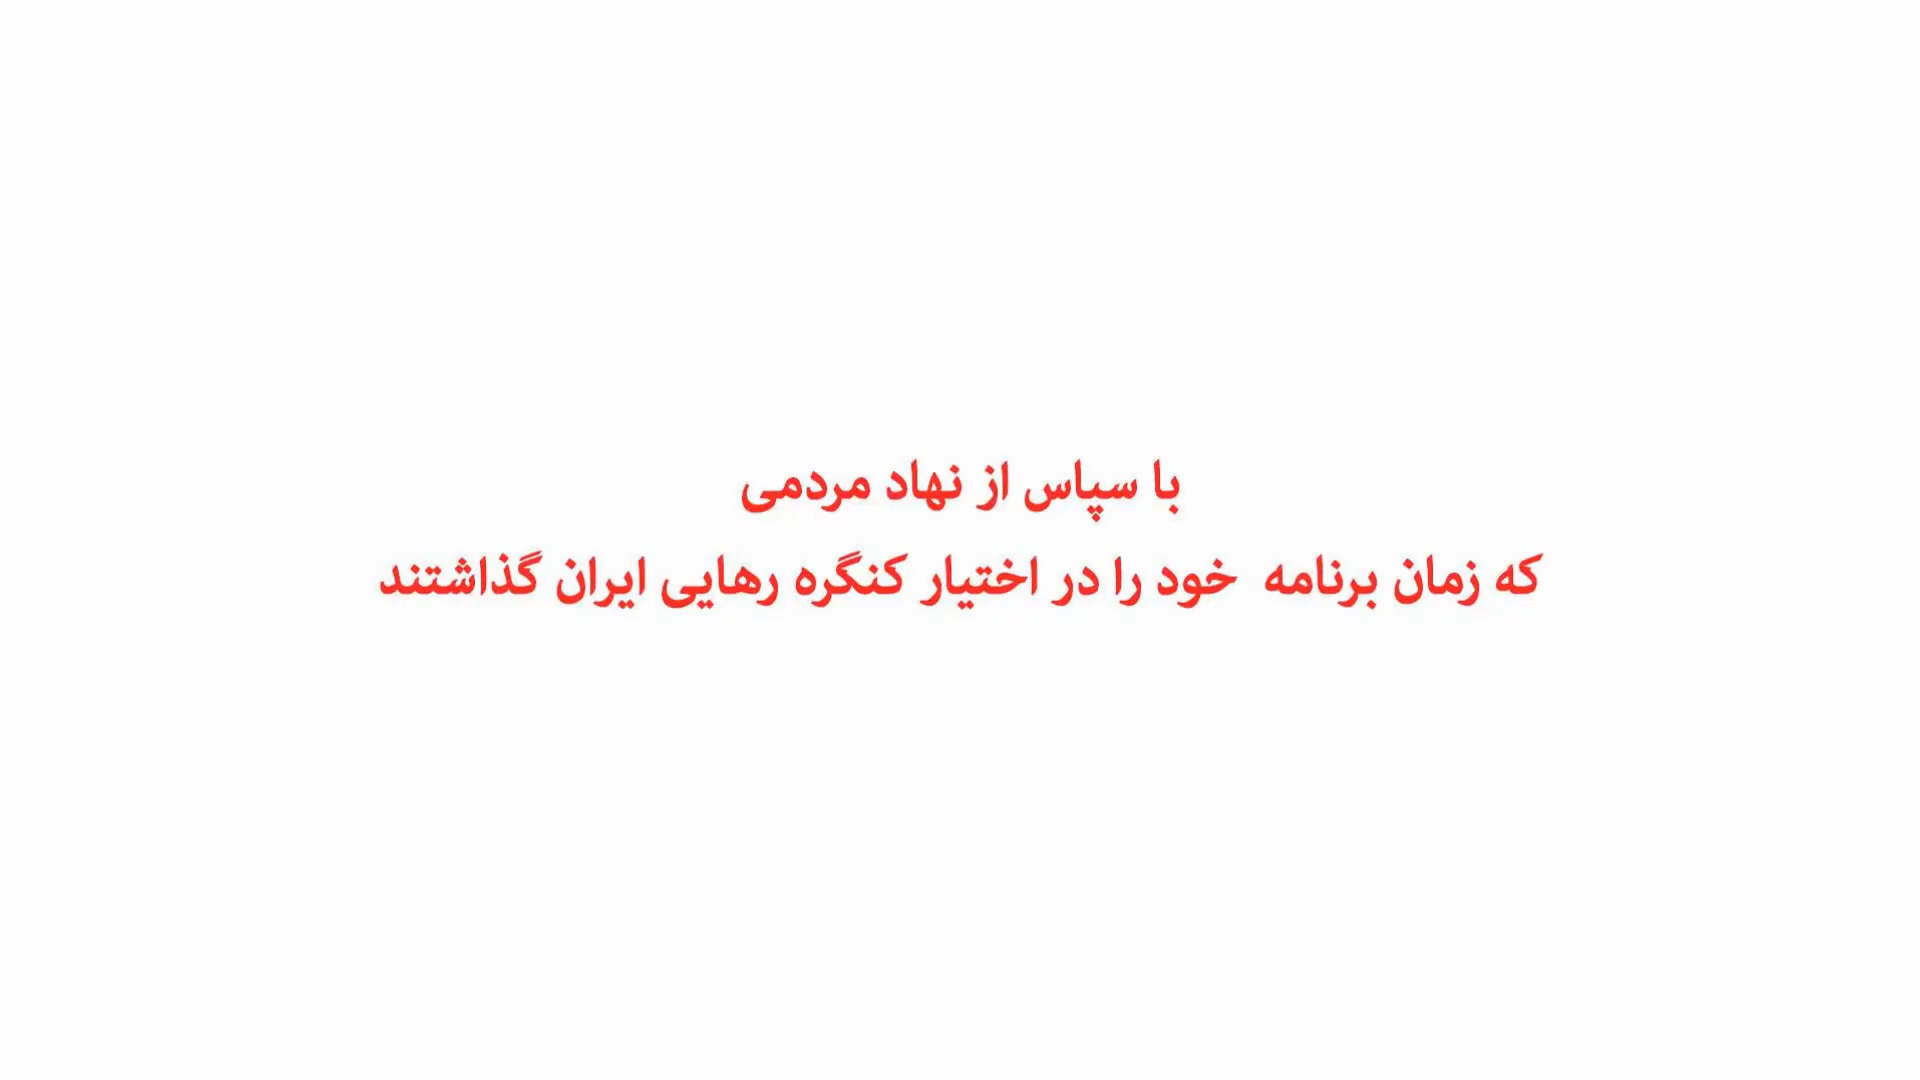 با سپاس از نهاد مردمی
که زمان برنامه خود را در اختیار کنگره رهایی ایران گذاشتند